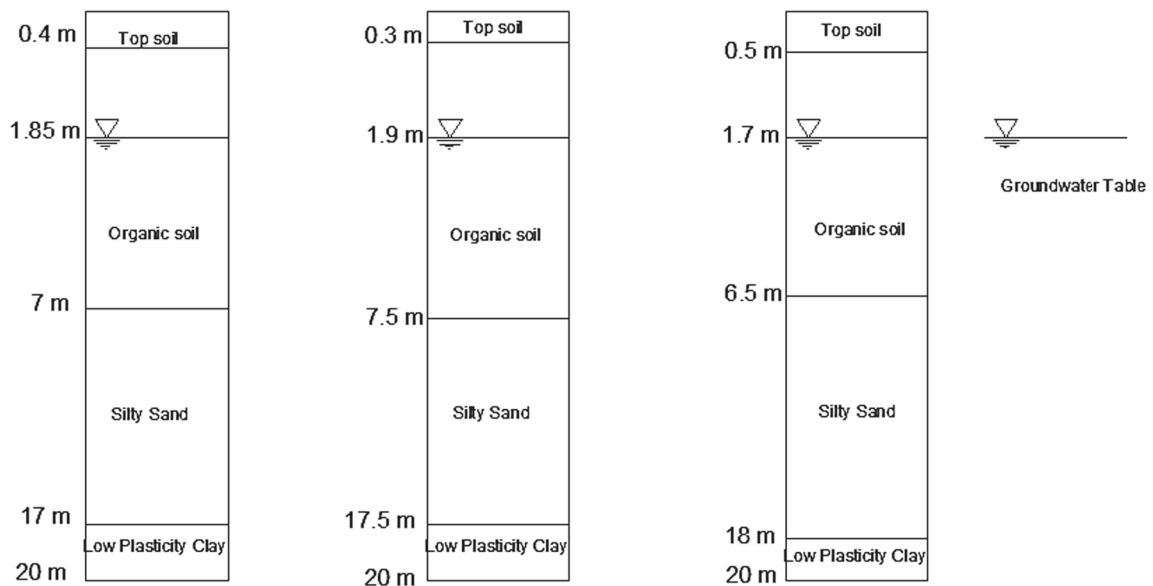 0.4 m
Top soil
1.85 m
Organic soil
7 m
Silty Sand
17 m
Low Plasticity Clay
20 m
0.3 m
Top soil
1.9 m
Organic soil
7.5 m
Silty Sand
17.5 m
Low Plasticity Clay
20 m
Top soil
0.5 m
1.7 m
Organic soil
6.5 m
Silty Sand
18 m
Low Plasticity Clay
20 m
Groundwater Table